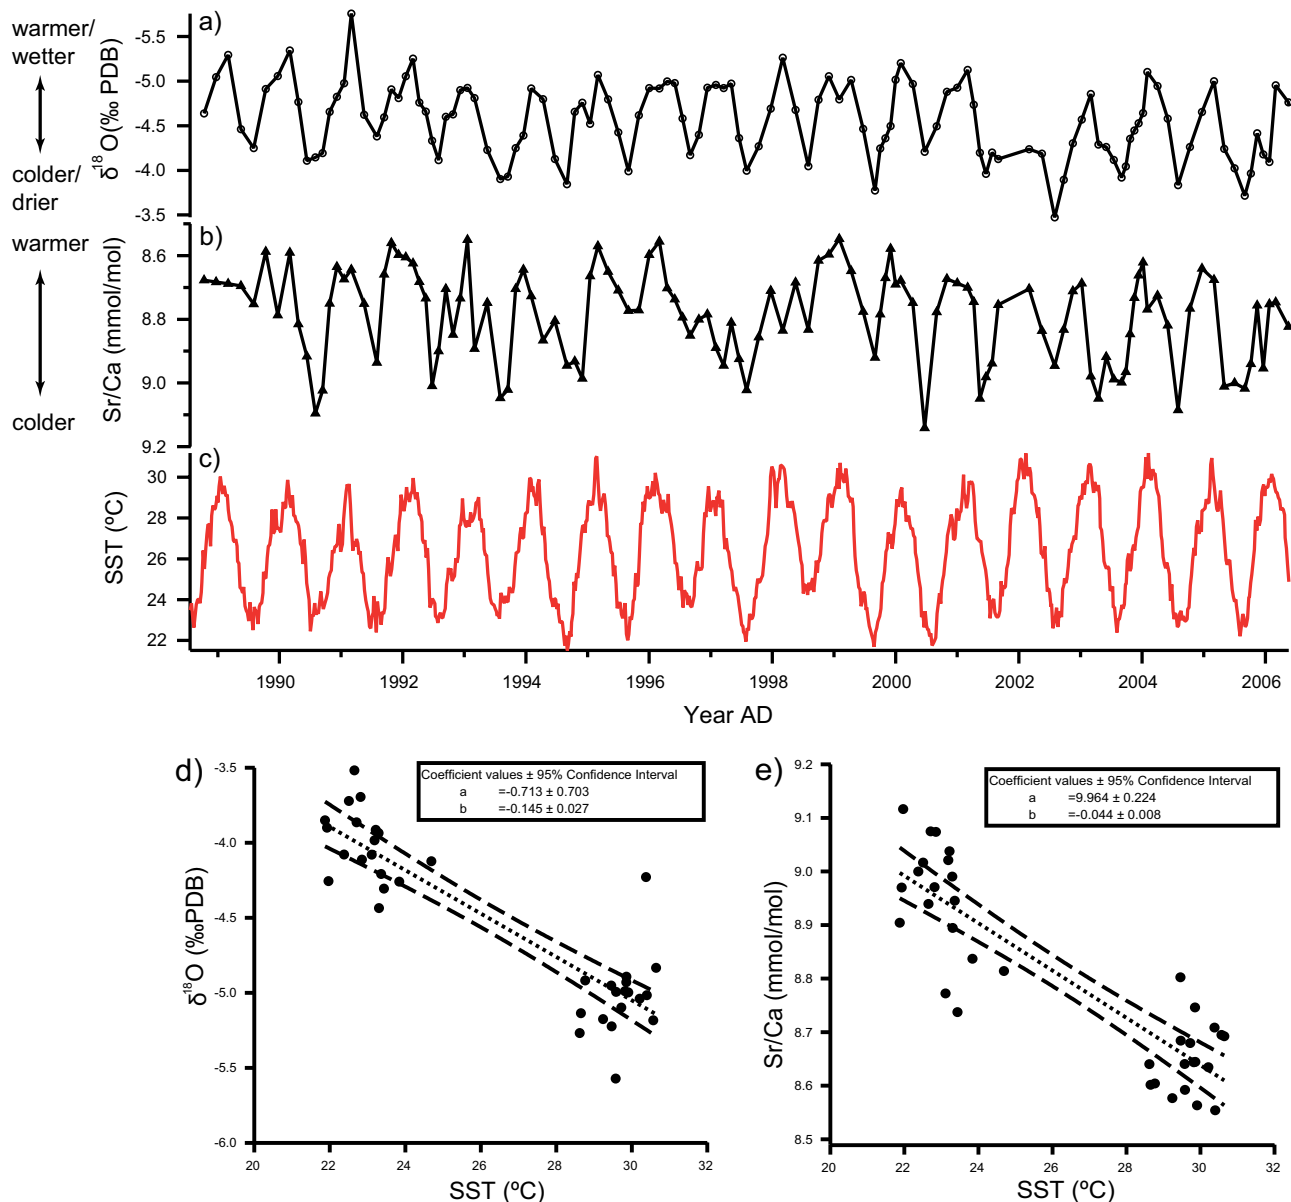 warmer/
wetter
colder/
drier
a)
δ18O(‰ PDB)
-5.5
-5.0
-4.5
-4.0
-3.5
warmer
colder
b)
Sr/Ca (mmol/mol)
8.6
8.8
9.0
9.2
c)
SST (ºC)
30
28
26
24
22
1990 1992 1994 1996 1998 2000 2002 2004 2006
Year AD
d)
-3.5
-4.0
-4.5
-5.0
-5.5
-6.0
δ18O (‰PDB)
Coefficient values ± 95% Confidence Interval
a =-0.713 ± 0.703
b =-0.145 ± 0.027
20 22 24 26 28 30 32
SST (ºC)
e)
9.2
9.1
9.0
8.9
8.8
8.7
8.6
8.5
Sr/Ca (mmol/mol)
Coefficient values ± 95% Confidence Interval
a =9.964 ± 0.224
b =-0.044 ± 0.008
20 22 24 26 28 30 32
SST (ºC)